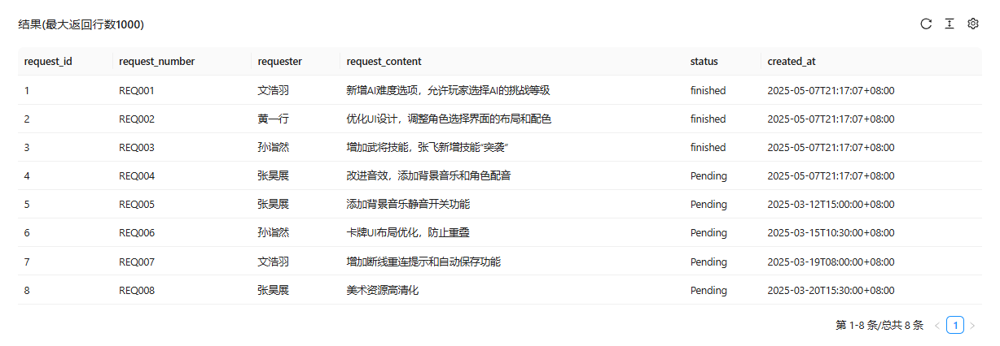 结果(最大返回行数1000)
request_id request_number requester request_content status created_at
1 REQ001 文浩羽 新增AI难度选项，允许玩家选择AI的挑战等级 finished 2025-05-07T21:17:07+08:00
2 REQ002 黄一行 优化UI设计，调整角色选择界面的布局和配色 finished 2025-05-07T21:17:07+08:00
3 REQ003 孙诣然 增加武将技能，张飞新增技能“突袭” finished 2025-05-07T21:17:07+08:00
4 REQ004 张昊展 改进音效，添加背景音乐和角色配音 Pending 2025-05-07T21:17:07+08:00
5 REQ005 张昊展 添加背景音乐静音开关功能 Pending 2025-03-12T15:00:00+08:00
6 REQ006 孙诣然 卡牌UI布局优化，防止重叠 Pending 2025-03-15T10:30:00+08:00
7 REQ007 文浩羽 增加断线重连提示和自动保存功能 Pending 2025-03-19T08:00:00+08:00
8 REQ008 张昊展 美术资源高清化 Pending 2025-03-20T15:30:00+08:00
第 1-8 条/总共 8 条 < 1 >